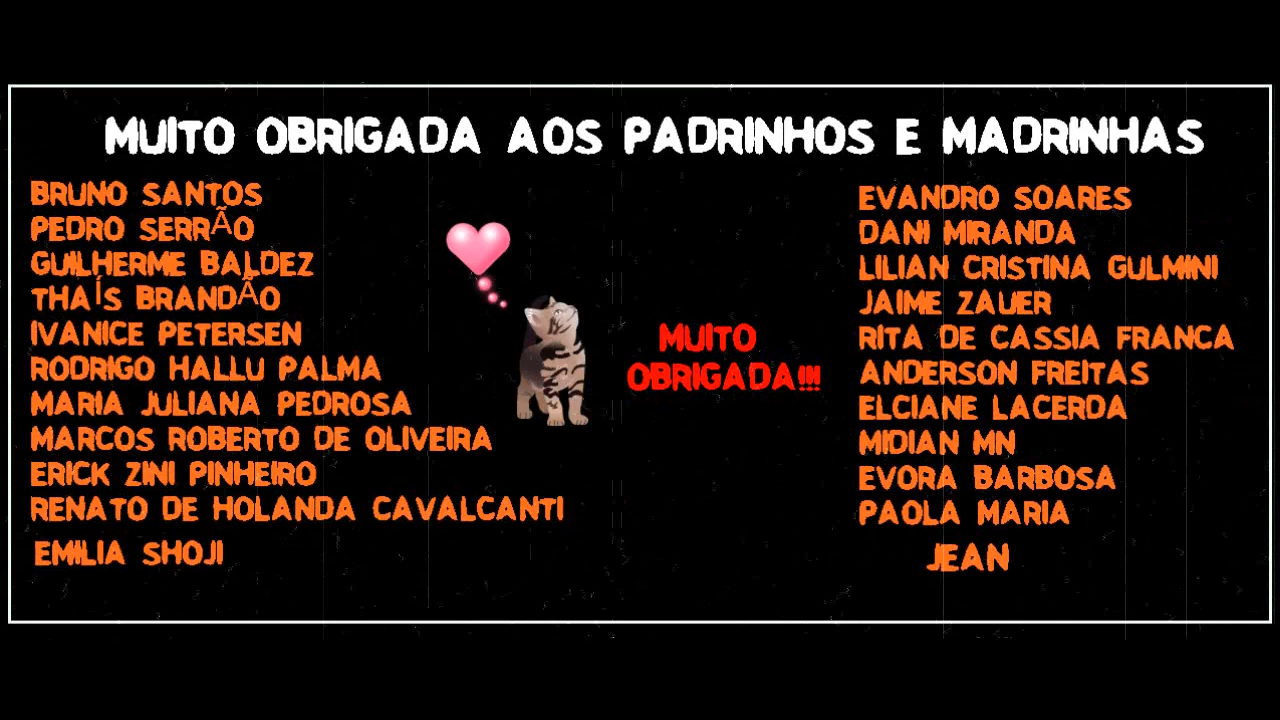 MUITO OBRIGADA AOS PADRINHOS E MADRINHAS
BRUNO SANTOS
PEDRO SERRÃO
GUILHERME BALDEZ
THAÍS BRANDÃO
IVANICE PETERSEN
RODRIGO HALLU PALMA
MARIA JULIANA PEDROSA
MARCOS ROBERTO DE OLIVEIRA
ERICK ZINI PINHEIRO
RENATO DE HOLANDA CAVALCANTI
EMILIA SHOJI
MUITO
OBRIGADA!!!
EVANDRO SOARES
DANI MIRANDA
LILIAN CRISTINA GULMINI
JAIME ZAUER
RITA DE CASSIA FRANCA
ANDERSON FREITAS
ELCIANE LACERDA
MIDIAN MN
EVORA BARBOSA
PAOLA MARIA
JEAN